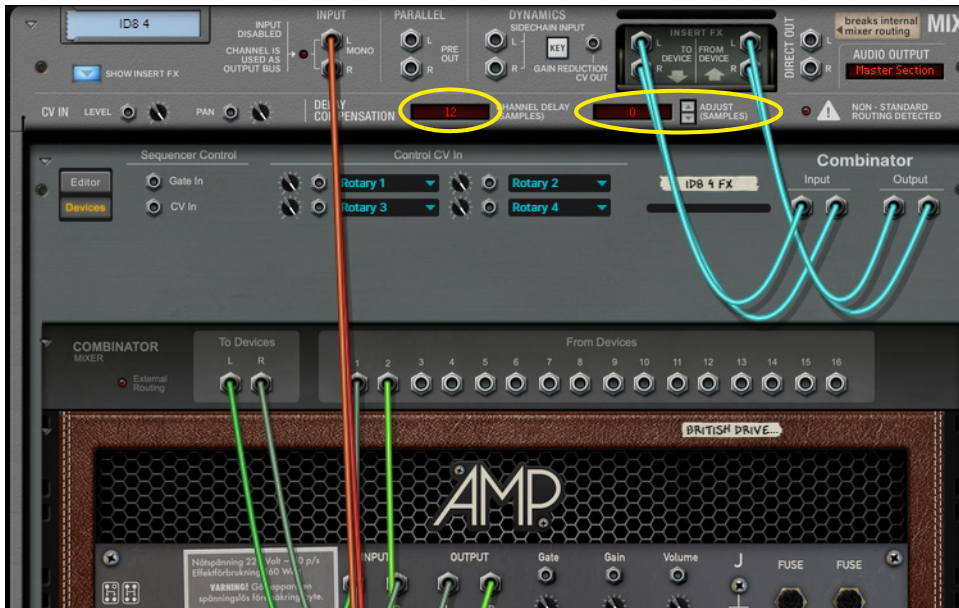 ID8 4
INPUT DISABLED
CHANNEL IS USED AS OUTPUT BUS
SHOW INSERT FX
INPUT
L
MONO
R
PARALLEL
L
PRE OUT
R
DYNAMICS
SIDECHAIN INPUT
L
R
KEY
GAIN REDUCTION
CV OUT
INSERT FX
L
R
TO DEVICE
FROM DEVICE
L
R
DIRECT OUT
L
R
breaks internal
mixer routing
MIX
AUDIO OUTPUT
Master Section
CV IN
LEVEL
PAN
DELAY
COMPENSATION
12
CHANNEL DELAY
(SAMPLES)
0
ADJUST
(SAMPLES)
NON - STANDARD
ROUTING DETECTED
Editor
Devices
Sequencer Control
Gate In
CV In
Control CV In
Rotary 1
Rotary 2
Rotary 3
Rotary 4
ID8 4 FX
Combinator
Input
Output
COMBINATOR
MIXER
External
Routing
To Devices
L R
From Devices
1 2 3 4 5 6 7 8 9 10 11 12 13 14 15 16
BRITISH DRIVE...
AMP
Nätspänning
Effektförbrukning
VARNING!
spänningslös
INPUT
OUTPUT
Gate
Gain
Volume
FUSE
FUSE